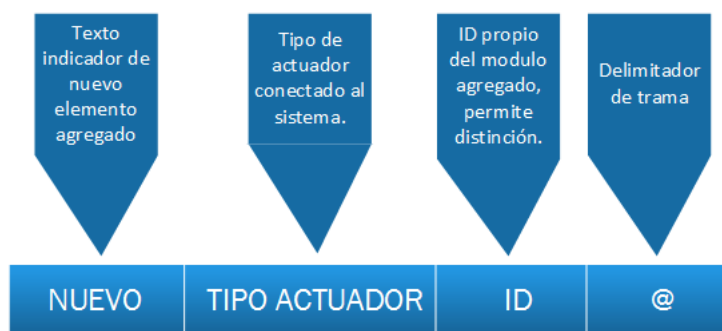 Texto
indicador de
nuevo
elemento
agregado
Tipo de
actuador
conectado al
sistema.
ID propio
del modulo
agregado,
permite
distinción.
Delimitador
de trama
NUEVO
TIPO ACTUADOR
ID
@